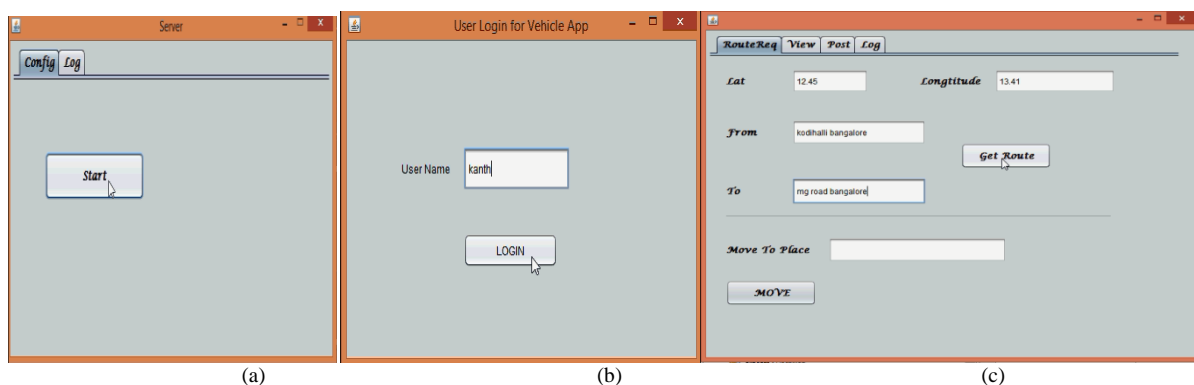 Server
Config Log
Start
(a)
User Login for Vehicle App
User Name kanth
LOGIN
(b)
RouteReq View Post Log
Lat 12.45 Longtitude 13.41
From kodihalli bangalore
Get Route
To mg road bangalore
Move To Place
MOVE
(c)